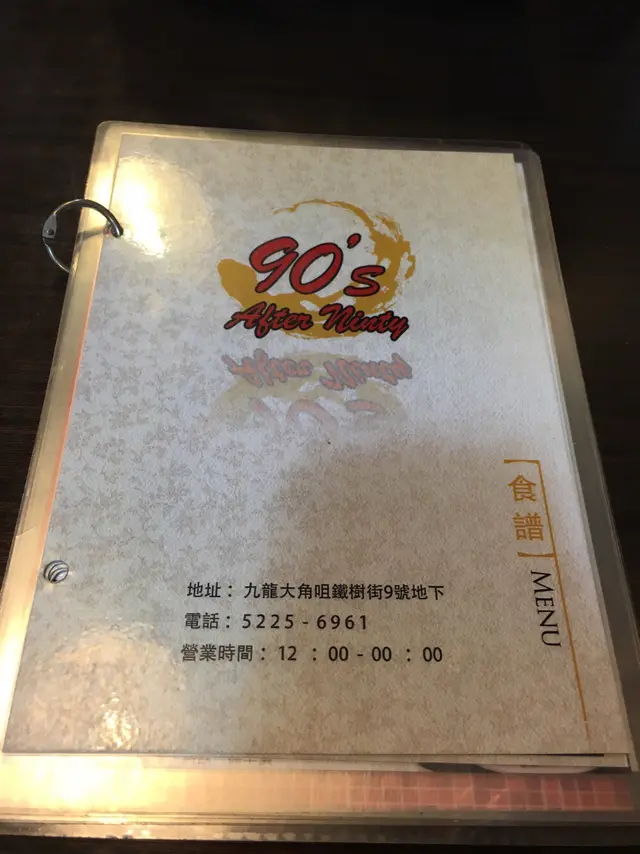 90's
After Ninty
食譜
MENU
地址：九龍大角咀鐵樹街9號地下
電話：5225-6961
營業時間：12：00-00：00